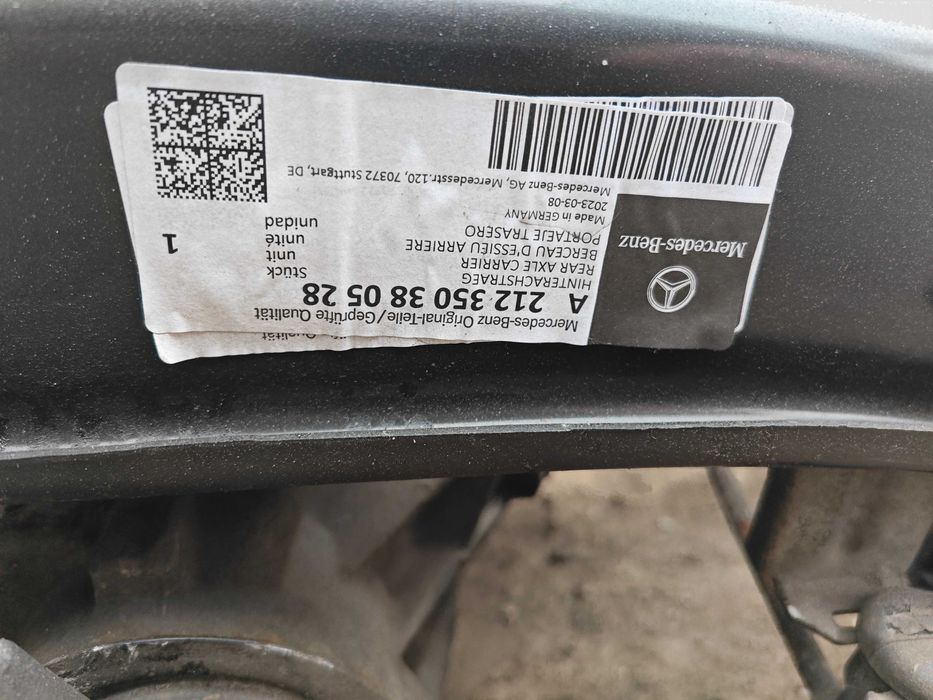 Mercedes-Benz
Mercedes-Benz Original-Teile/Geprüfte Qualität
A 212 350 38 05 28
HINTERACHSTRAEG
REAR AXLE CARRIER
BERCEAU D'ESSIEU ARRIERE
PORTAEJE TRASERO
Stück
unit
unité
unidad
1
Made in GERMANY
2023-03-08
Mercedes-Benz AG, Mercedesstr.120, 70372 Stuttgart, DE
Qualität